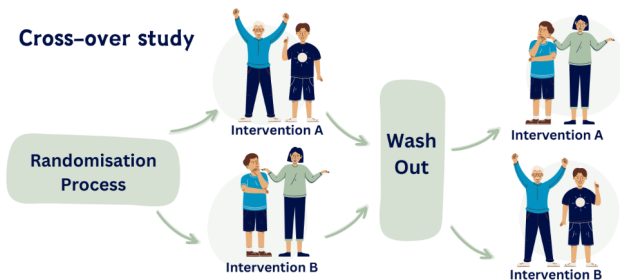 Cross-over study
Intervention A
Randomisation
Process
Intervention B
Wash
Out
Intervention A
Intervention B